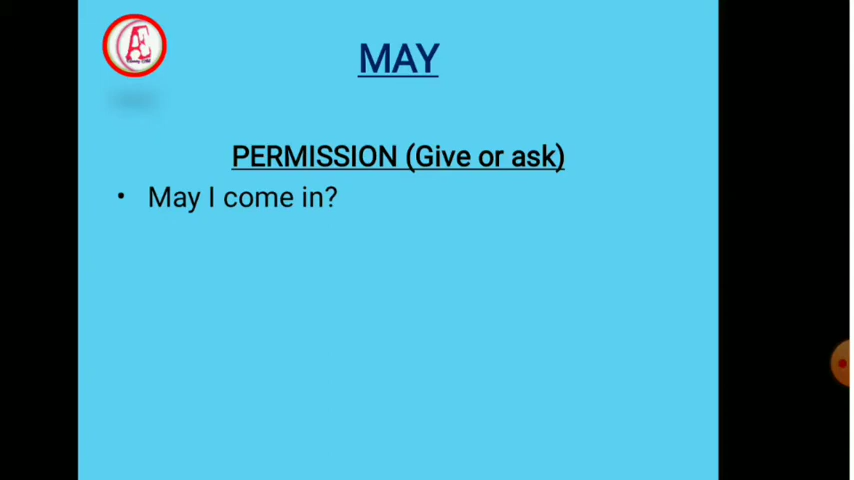 MAY
PERMISSION (Give or ask)
• May I come in?